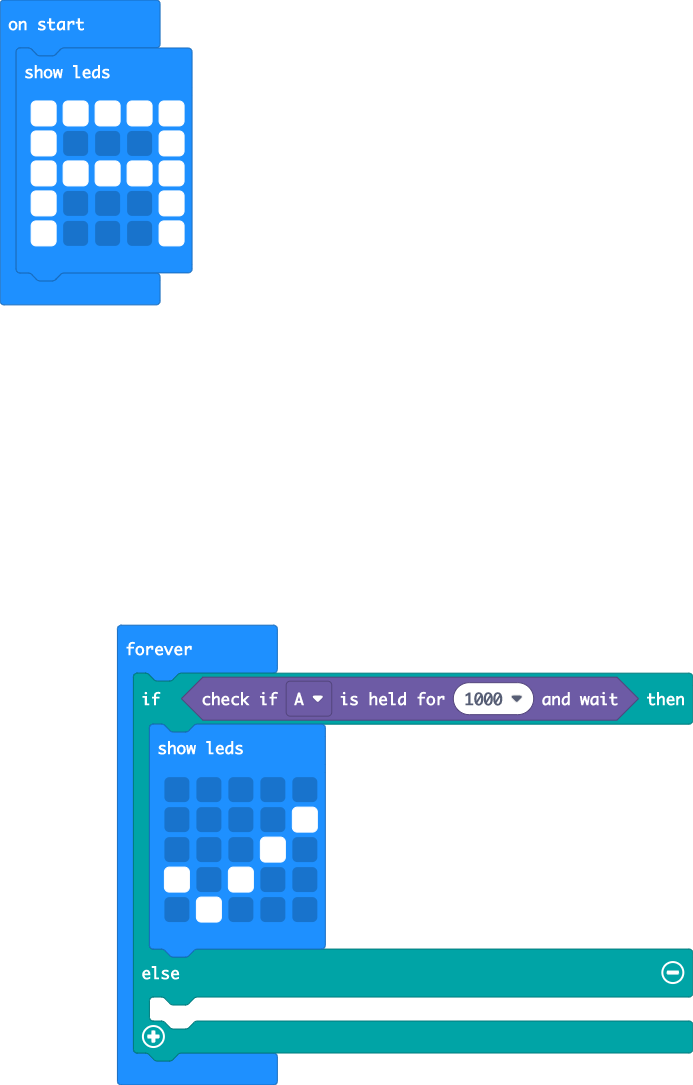 on start
show leds
forever
if check if A is held for 1000 and wait then
show leds
else